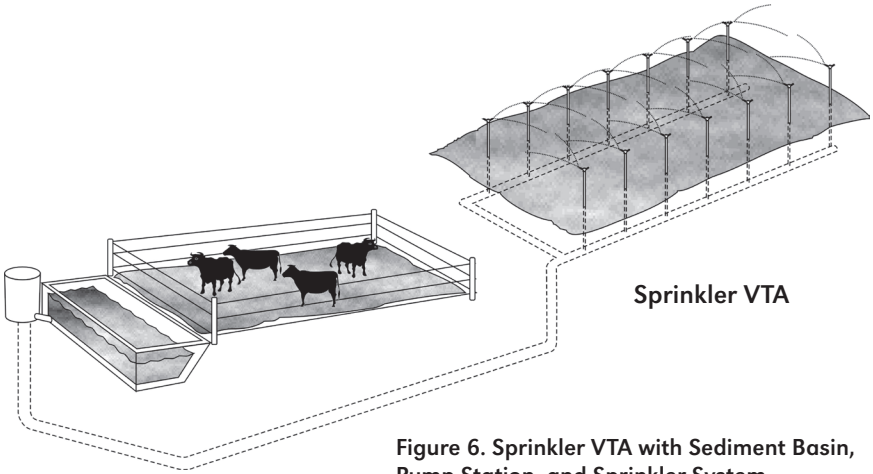 Sprinkler VTA
Figure 6. Sprinkler VTA with Sediment Basin,
Pump Station, and Sprinkler System